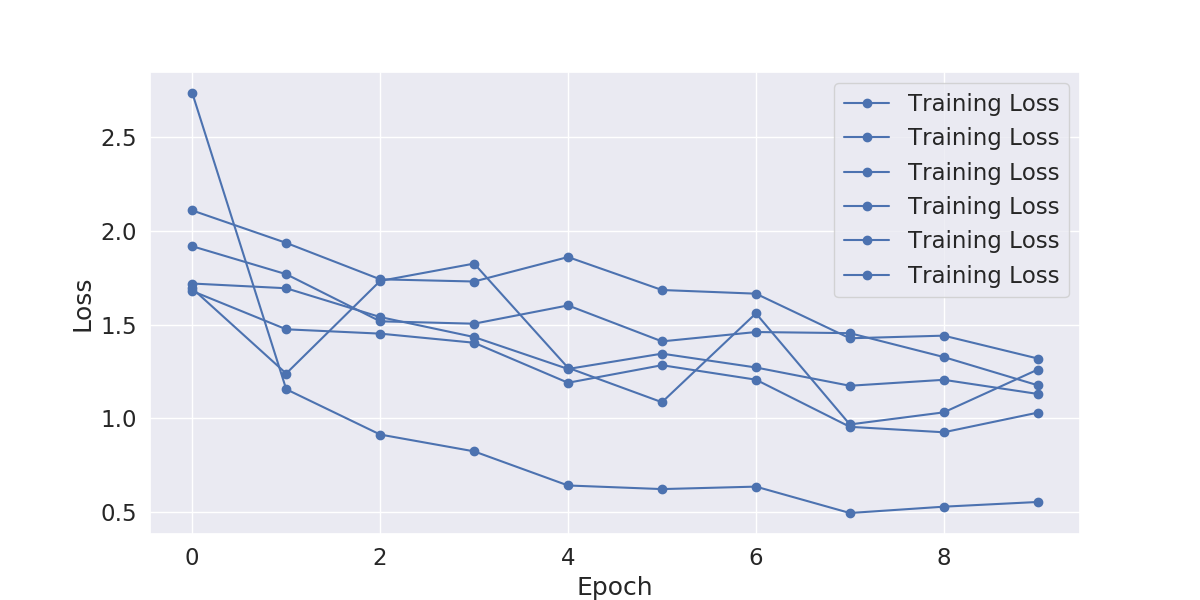 Training Loss
Training Loss
Training Loss
Training Loss
Training Loss
Training Loss
2.5
2.0
1.5
1.0
0.5
Loss
0 2 4 6 8
Epoch